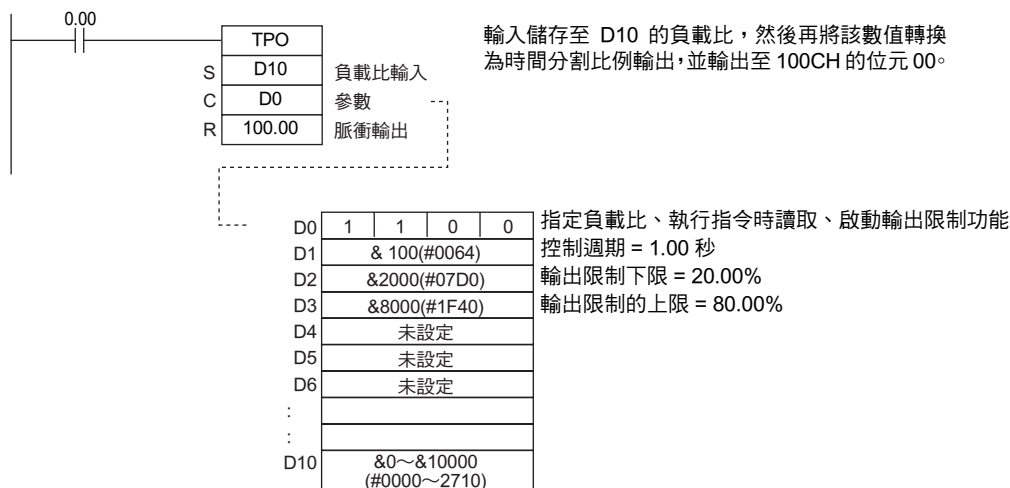 0.00
TPO
S D10 負載比輸入
C D0 參數
R 100.00 脈衝輸出
輸入儲存至 D10 的負載比，然後再將該數值轉換
為時間分割比例輸出，並輸出至 100CH 的位元 00。
D0 1 1 0 0 指定負載比、執行指令時讀取、啟動輸出限制功能
D1 & 100(#0064) 控制週期 = 1.00 秒
D2 &2000(#07D0) 輸出限制下限 = 20.00%
D3 &8000(#1F40) 輸出限制的上限 = 80.00%
D4 未設定
D5 未設定
D6 未設定
:
:
D10 &0～&10000
(#0000～2710)